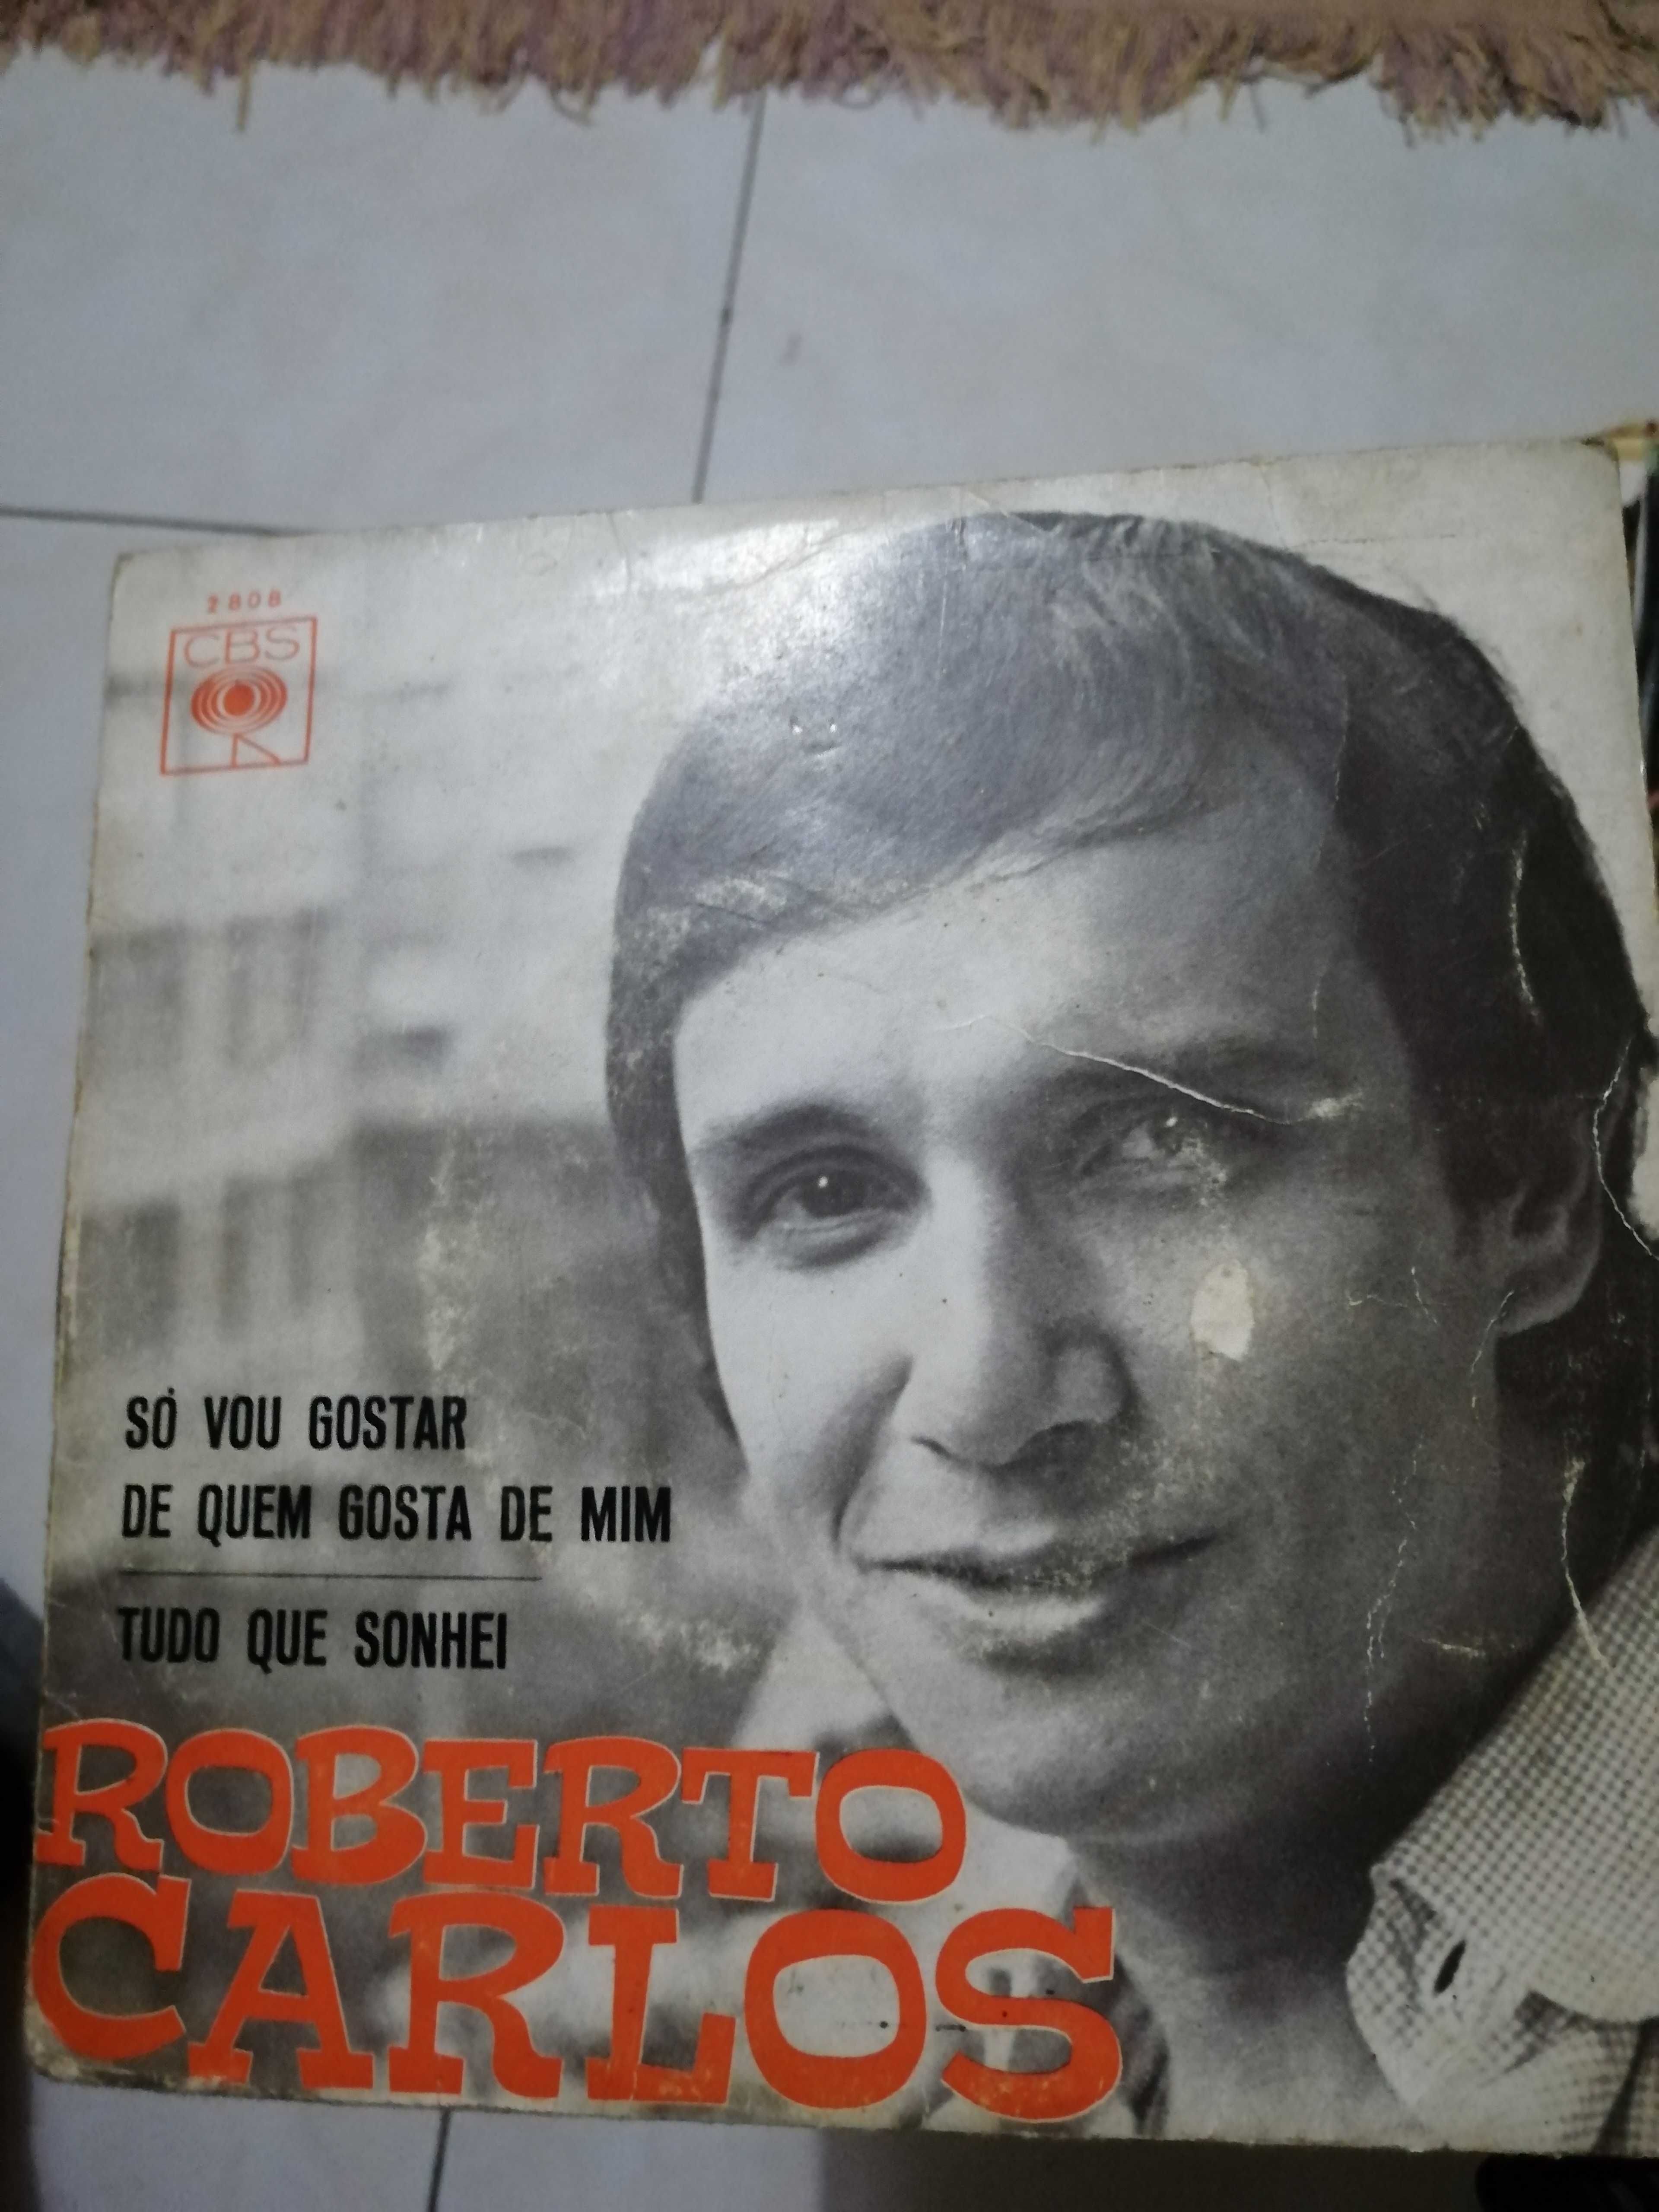 2808
CBS
SÓ VOU GOSTAR
DE QUEM GOSTA DE MIM
TUDO QUE SONHEI
ROBERTO
CARLOS